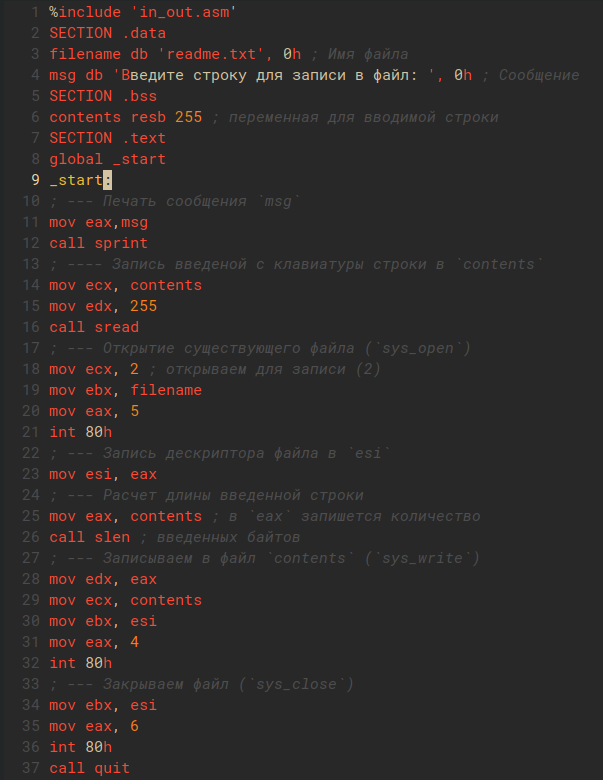 1 %include 'in_out.asm'
2 SECTION .data
3 filename db 'readme.txt', 0h ; Имя файла
4 msg db 'Введите строку для записи в файл: ', 0h ; Сообщение
5 SECTION .bss
6 contents resb 255 ; переменная для вводимой строки
7 SECTION .text
8 global _start
9 _start:
10 ; --- Печать сообщения `msg`
11 mov eax,msg
12 call sprint
13 ; ---- Запись введеной с клавиатуры строки в `contents`
14 mov ecx, contents
15 mov edx, 255
16 call sread
17 ; --- Открытие существующего файла (`sys_open`)
18 mov ecx, 2 ; открываем для записи (2)
19 mov ebx, filename
20 mov eax, 5
21 int 80h
22 ; --- Запись дескриптора файла в `esi`
23 mov esi, eax
24 ; --- Расчет длины введенной строки
25 mov eax, contents ; в `eax` запишется количество
26 call slen ; введенных байтов
27 ; --- Записываем в файл `contents` (`sys_write`)
28 mov edx, eax
29 mov ecx, contents
30 mov ebx, esi
31 mov eax, 4
32 int 80h
33 ; --- Закрываем файл (`sys_close`)
34 mov ebx, esi
35 mov eax, 6
36 int 80h
37 call quit